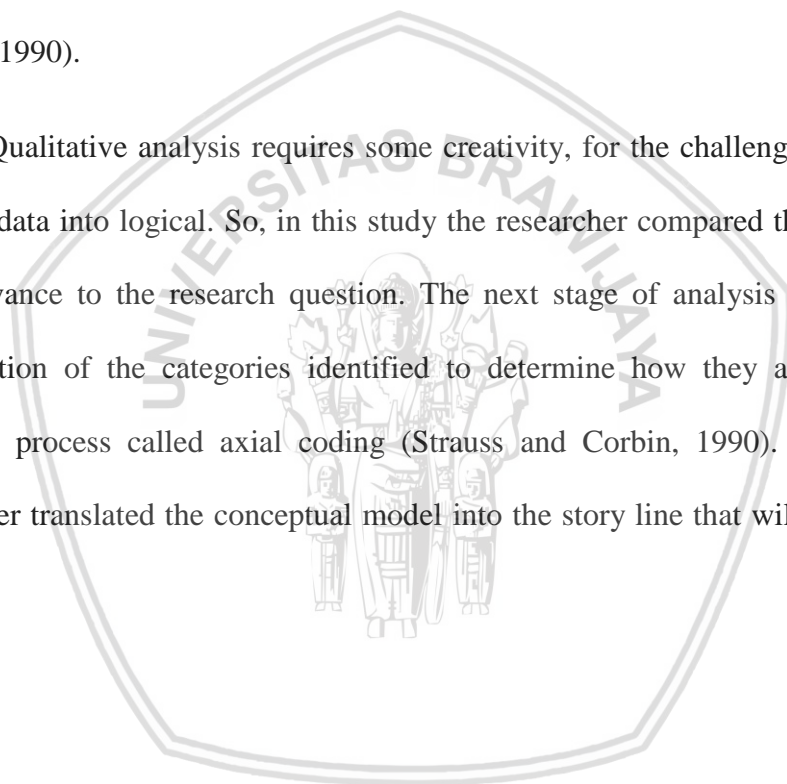 1990).
Qualitative analysis requires some creativity, for the challeng
data into logical. So, in this study the researcher compared th
vance to the research question. The next stage of analysis
tion of the categories identified to determine how they a
process called axial coding (Strauss and Corbin, 1990).
er translated the conceptual model into the story line that wil
UNIVERSITAS BRAWIJAYA